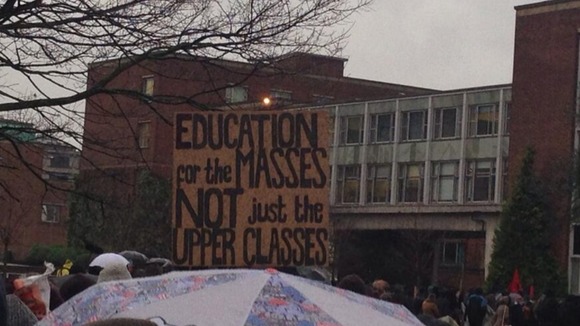 EDUCATION
for the MASSES
NOT just the
UPPER CLASSES